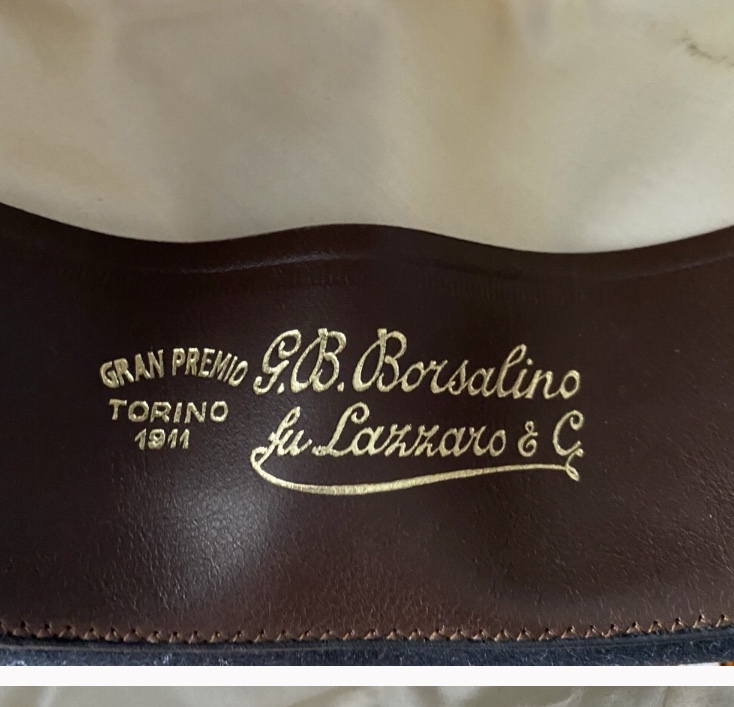 GRAN PREMIO
TORINO
1911
G.B. Borsalino
fu Lazzaro & C.